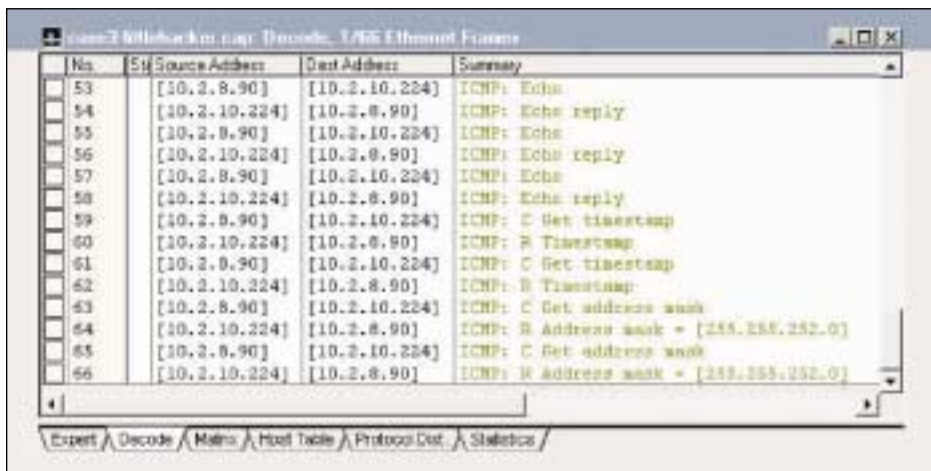 case3 littlehacker.cap: Decode, 1/66 Ethernet Frames
No. St Source Address Dest Address Summary
53 [10.2.8.90] [10.2.10.224] ICMP: Echo
54 [10.2.10.224] [10.2.8.90] ICMP: Echo reply
55 [10.2.8.90] [10.2.10.224] ICMP: Echo
56 [10.2.10.224] [10.2.8.90] ICMP: Echo reply
57 [10.2.8.90] [10.2.10.224] ICMP: Echo
58 [10.2.10.224] [10.2.8.90] ICMP: Echo reply
59 [10.2.8.90] [10.2.10.224] ICMP: C Get timestamp
60 [10.2.10.224] [10.2.8.90] ICMP: R Timestamp
61 [10.2.8.90] [10.2.10.224] ICMP: C Get timestamp
62 [10.2.10.224] [10.2.8.90] ICMP: R Timestamp
63 [10.2.8.90] [10.2.10.224] ICMP: C Get address mask
64 [10.2.10.224] [10.2.8.90] ICMP: R Address mask = [255.255.252.0]
65 [10.2.8.90] [10.2.10.224] ICMP: C Get address mask
66 [10.2.10.224] [10.2.8.90] ICMP: R Address mask = [255.255.252.0]
Expert Decode Matrix Host Table Protocol Dist. Statistics